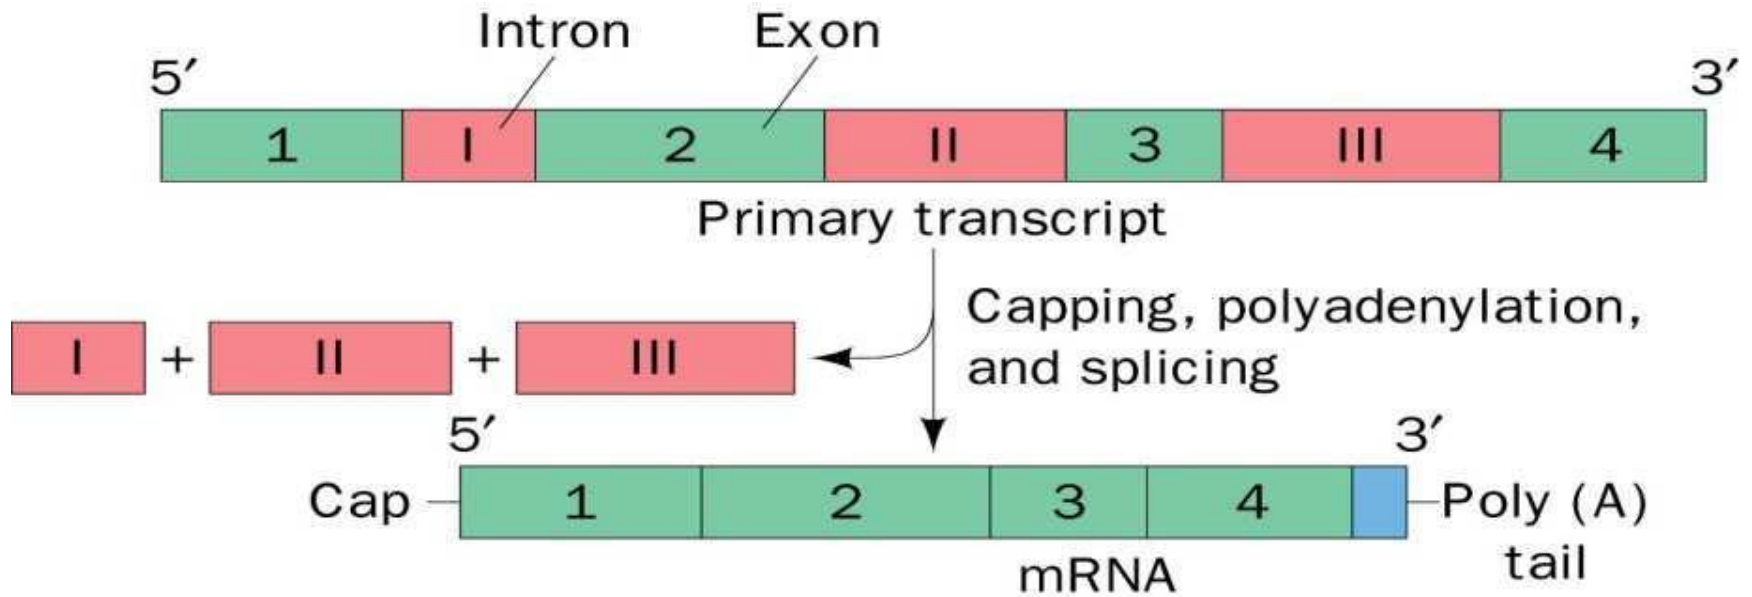 Intron Exon
5′ 3′
1 I 2 II 3 III 4
Primary transcript
Capping, polyadenylation,
and splicing
I + II + III
5′ 3′
Cap 1 2 3 4 Poly (A)
tail
mRNA